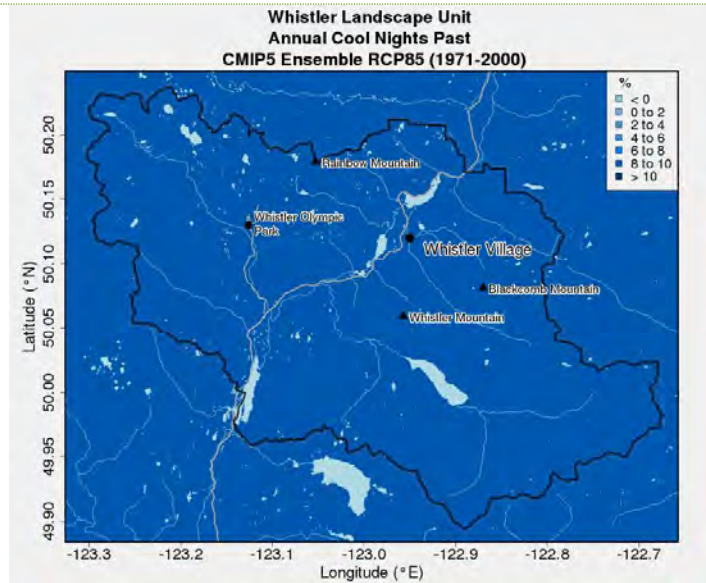 Whistler Landscape Unit
Annual Cool Nights Past
CMIP5 Ensemble RCP85 (1971-2000)
%
< 0
0 to 2
2 to 4
4 to 6
6 to 8
8 to 10
> 10
Rainbow Mountain
Whistler Olympic
Park
Whistler Village
Blackcomb Mountain
Whistler Mountain
Latitude (°N)
50.20
50.15
50.10
50.05
50.00
49.95
49.90
-123.3
-123.2
-123.1
-123.0
-122.9
-122.8
-122.7
Longitude (°E)